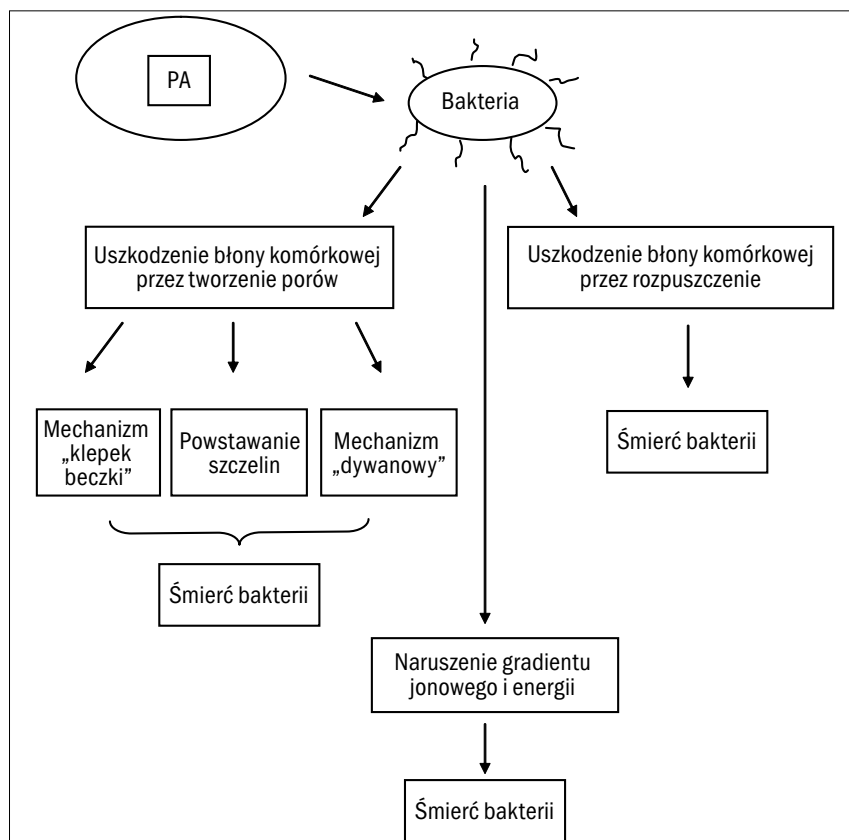 PA
Bakteria
Uszkodzenie błony komórkowej
przez tworzenie porów
Uszkodzenie błony komórkowej
przez rozpuszczenie
Mechanizm
„klepek
beczki”
Powstawanie
szczelin
Mechanizm
„dywanowy”
Śmierć bakterii
Śmierć bakterii
Naruszenie gradientu
jonowego i energii
Śmierć bakterii